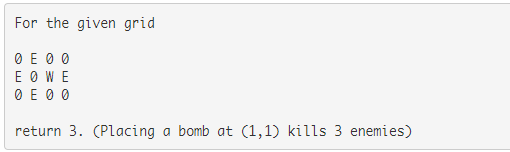 For the given grid
0 E 0 0
E 0 W E
0 E 0 0
return 3. (Placing a bomb at (1,1) kills 3 enemies)